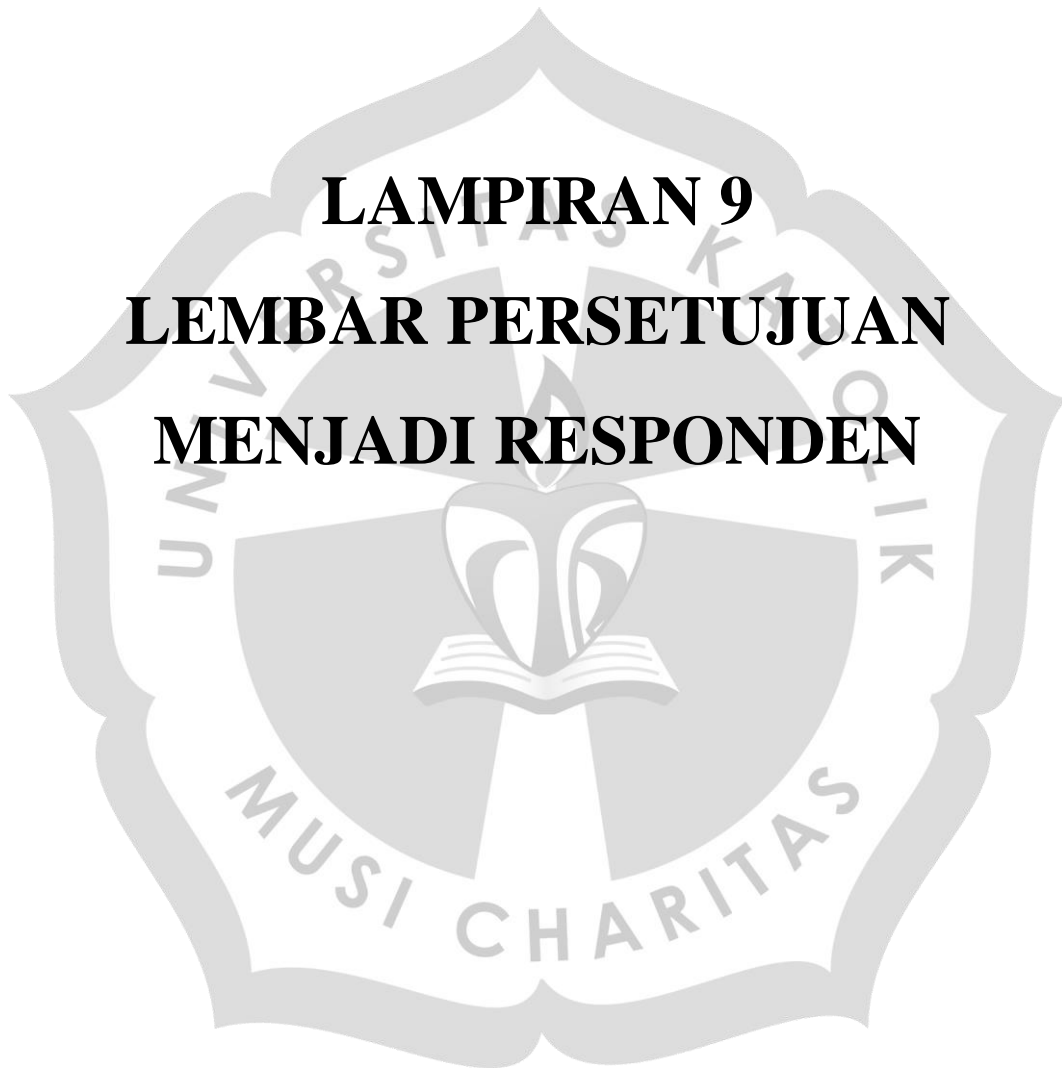 LAMPIRAN 9
LEMBAR PERSETUJUAN
MENJADI RESPONDEN
UNIVERSITAS KATOLIK
MUSI CHARITAS